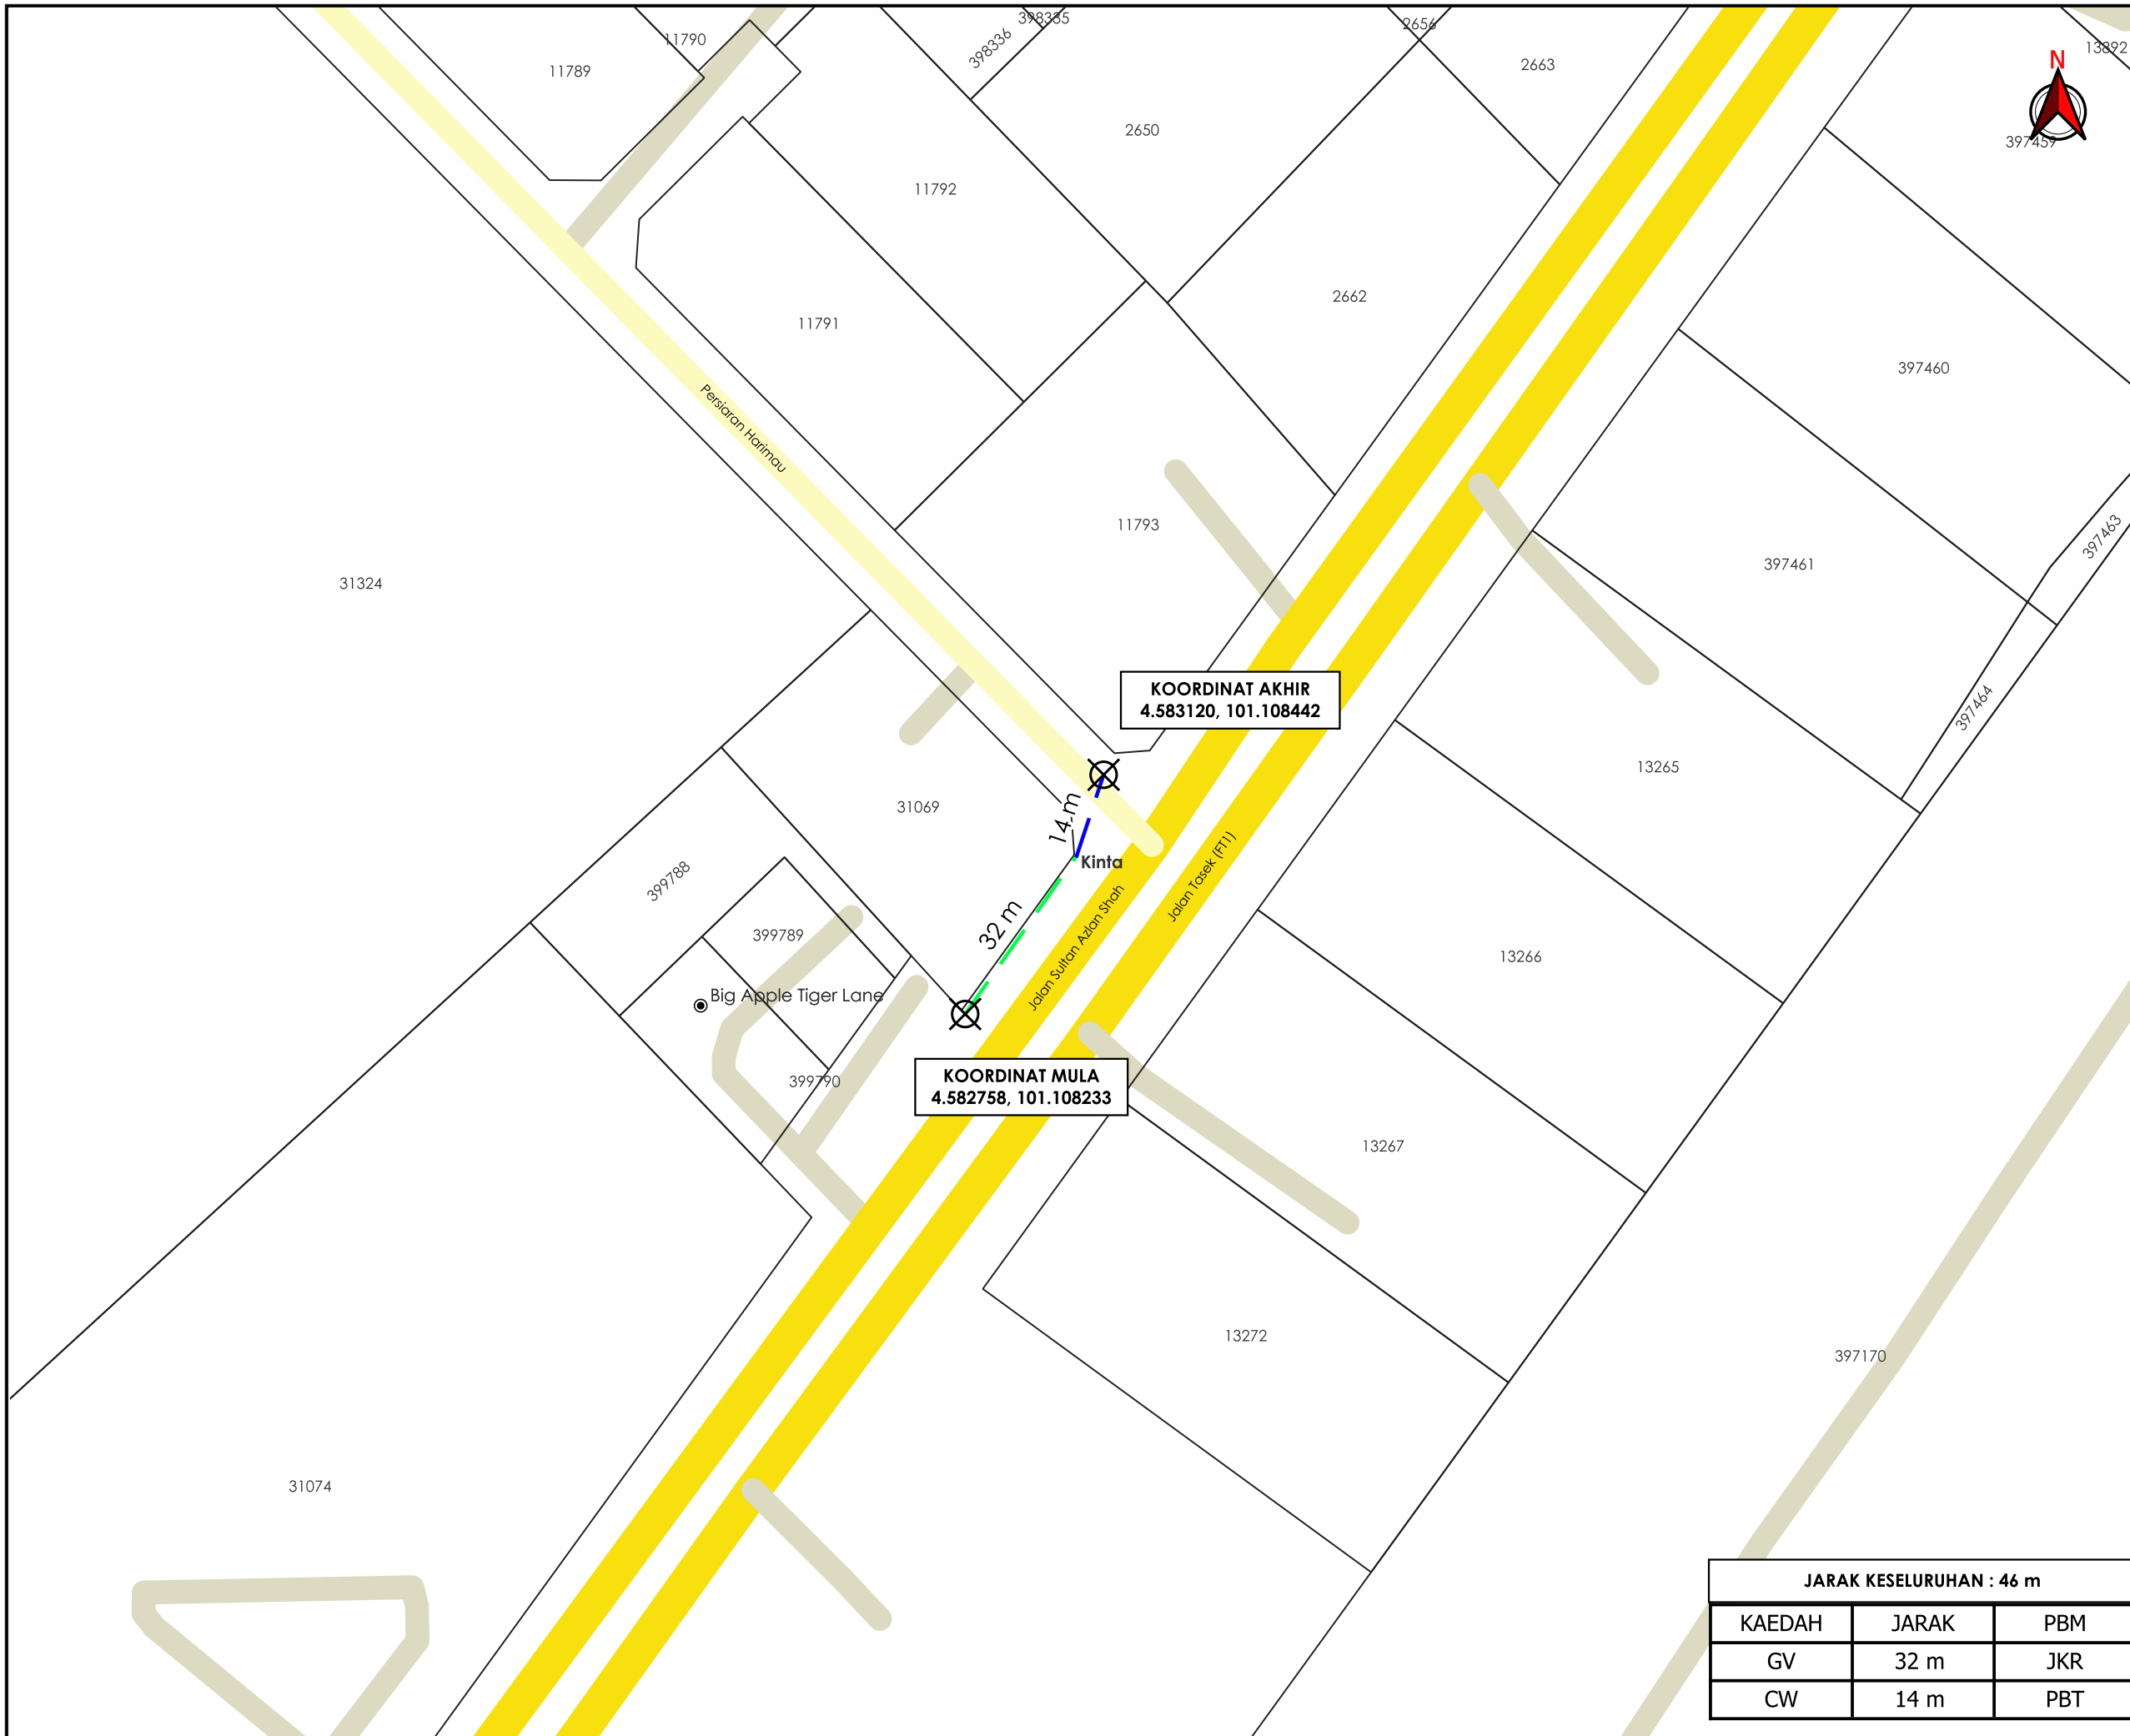 398335
2656
11790
13892
398336
N
11789
2663
2650
397459
11792
2662
11791
397460
Persiaran Harimau
11793
397463
397461
31324
KOORDINAT AKHIR
4.583120, 101.108442
397464
13265
31069
14 m
Kinta
Jalan Tasek (FT1)
399788
32 m
Jalan Sultan Azlan Shah
399789
13266
Big Apple Tiger Lane
KOORDINAT MULA
4.582758, 101.108233
399790
13267
13272
397170
31074
JARAK KESELURUHAN : 46 m
KAEDAH JARAK PBM
GV 32 m JKR
CW 14 m PBT